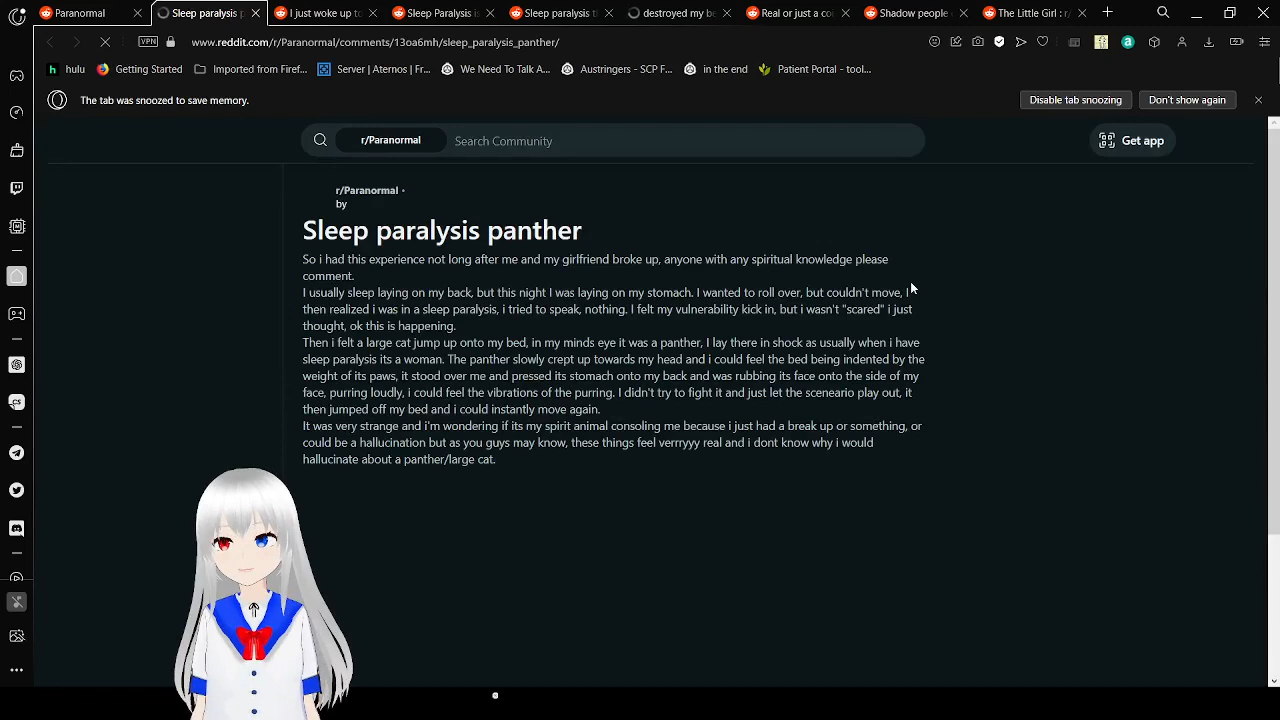 Paranormal
Sleep paralysis p
I just woke up to
Sleep Paralysis is
Sleep paralysis th
destroyed my be
Real or just a co
Shadow people
The Little Girl : r/
VPN
www.reddit.com/r/Paranormal/comments/13oa6mh/sleep_paralysis_panther/
h hulu
Getting Started
Imported from Firef...
Server | Aternos | Fr...
We Need To Talk A...
Austringers - SCP F...
in the end
Patient Portal - tool...
The tab was snoozed to save memory.
Disable tab snoozing
Don't show again
r/Paranormal
Search Community
Get app
r/Paranormal •
by
Sleep paralysis panther
So i had this experience not long after me and my girlfriend broke up, anyone with any spiritual knowledge please
comment.
I usually sleep laying on my back, but this night I was laying on my stomach. I wanted to roll over, but couldn't move, I
then realized i was in a sleep paralysis, i tried to speak, nothing. I felt my vulnerability kick in, but i wasn't "scared" i just
thought, ok this is happening.
Then i felt a large cat jump up onto my bed, in my minds eye it was a panther, I lay there in shock as usually when i have
sleep paralysis its a woman. The panther slowly crept up towards my head and i could feel the bed being indented by the
weight of its paws, it stood over me and pressed its stomach onto my back and was rubbing its face onto the side of my
face, purring loudly, i could feel the vibrations of the purring. I didn't try to fight it and just let the sceneario play out, it
then jumped off my bed and i could instantly move again.
It was very strange and i'm wondering if its my spirit animal consoling me because i just had a break up or something, or
could be a hallucination but as you guys may know, these things feel verrryyy real and i dont know why i would
hallucinate about a panther/large cat.